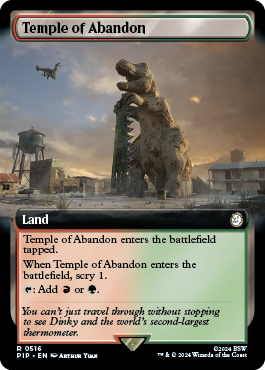 Temple of Abandon
Land
Temple of Abandon enters the battlefield
tapped.
When Temple of Abandon enters the
battlefield, scry 1.
: Add or .
You can't just travel through without stopping
to see Dinky and the world's second-largest
thermometer.
R 0516
PIP • EN Arthur Yuan
©2024 BSW
™ & © 2024 Wizards of the Coast